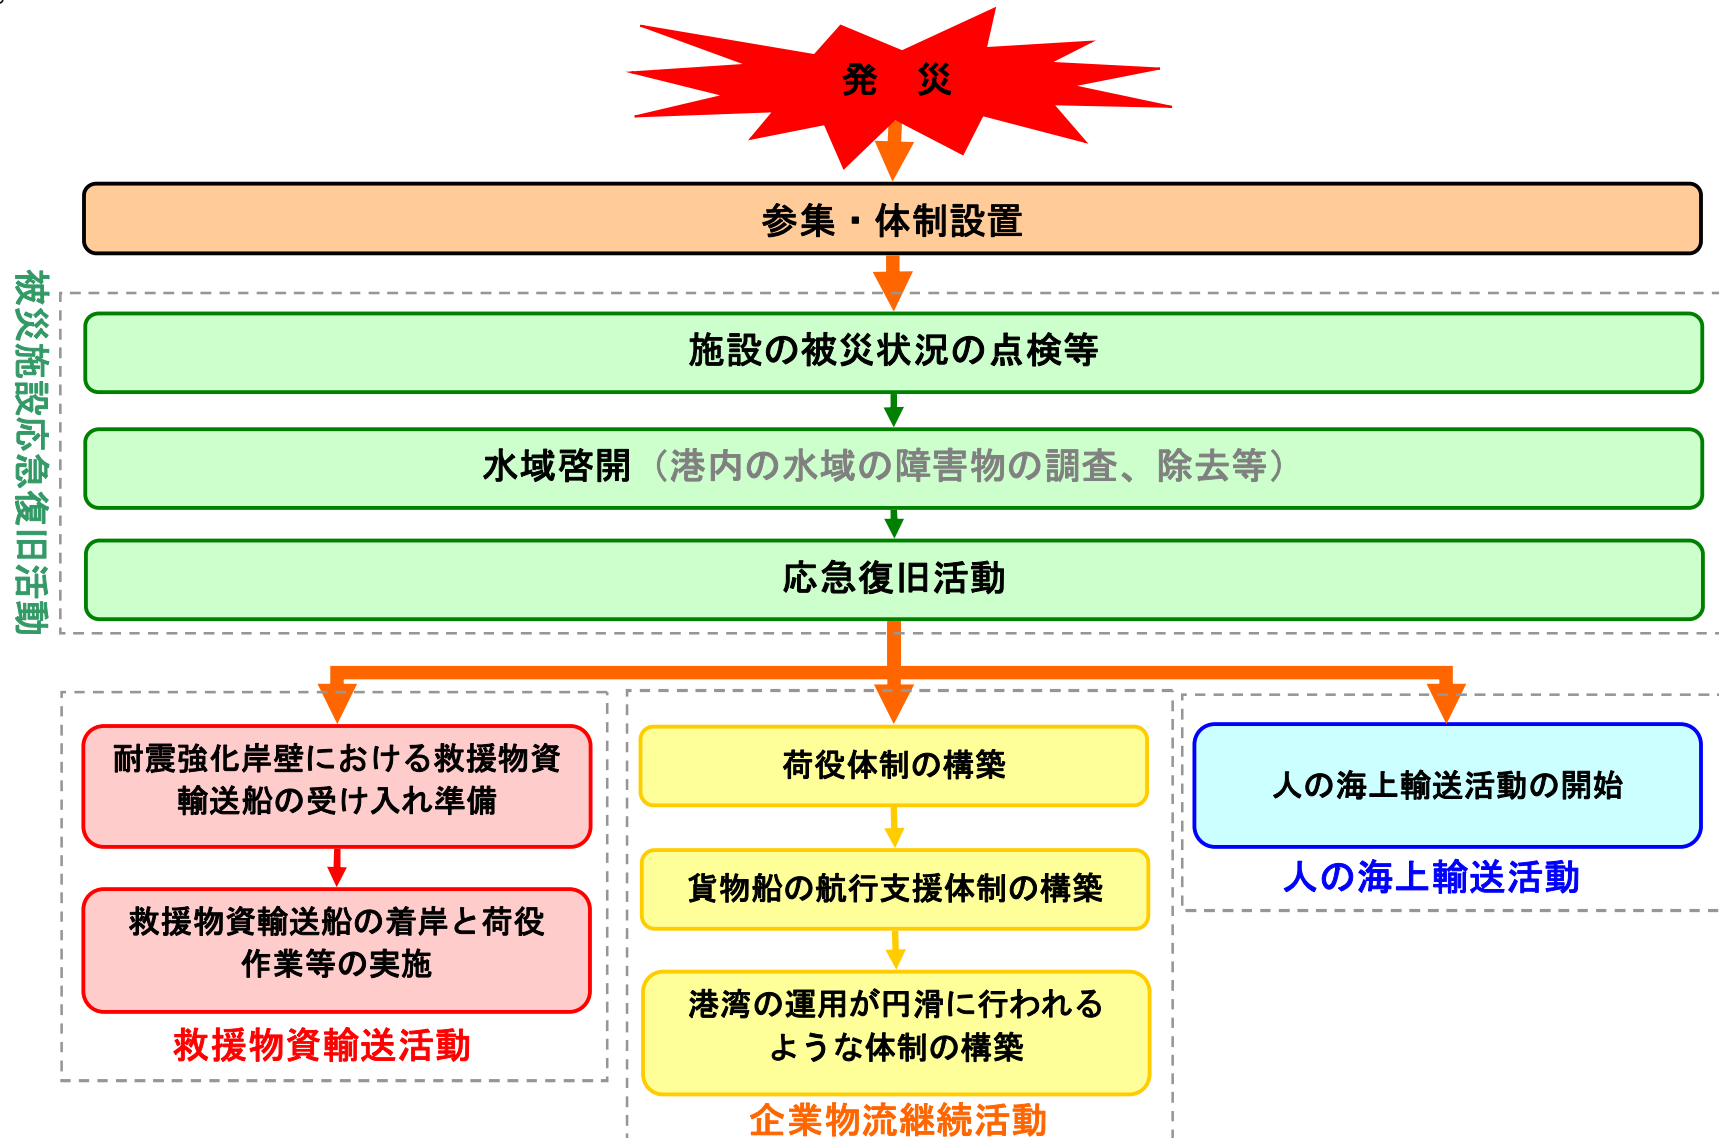 発　災
参集・体制設置
被災施設応急復旧活動
施設の被災状況の点検等
水域啓開（港内の水域の障害物の調査、除去等）
応急復旧活動
耐震強化岸壁における救援物資
輸送船の受け入れ準備
救援物資輸送船の着岸と荷役
作業等の実施
救援物資輸送活動
荷役体制の構築
貨物船の航行支援体制の構築
港湾の運用が円滑に行われる
ような体制の構築
企業物流継続活動
人の海上輸送活動の開始
人の海上輸送活動